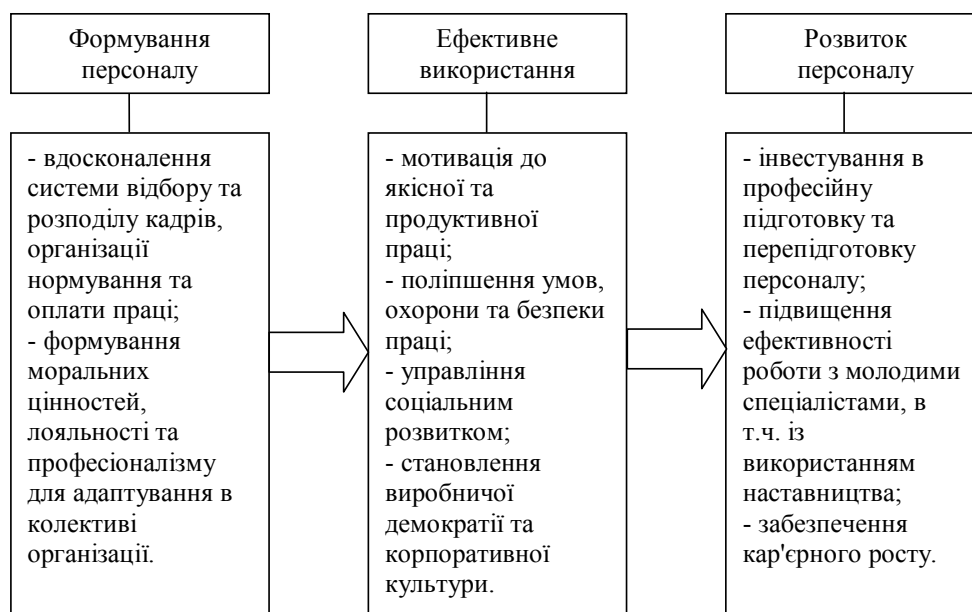 Формування
персоналу
- вдосконалення
системи відбору та
розподілу кадрів,
організації
нормування та
оплати праці;
- формування
моральних
цінностей,
лояльності та
професіоналізму
для адаптування в
колективі
організації.
Ефективне
використання
- мотивація до
якісної та
продуктивної
праці;
- поліпшення умов,
охорони та безпеки
праці;
- управління
соціальним
розвитком;
- становлення
виробничої
демократії та
корпоративної
культури.
Розвиток
персоналу
- інвестування в
професійну
підготовку та
перепідготовку
персоналу;
- підвищення
ефективності
роботи з молодими
спеціалістами, в
т.ч. із
використанням
наставництва;
- забезпечення
кар'єрного росту.